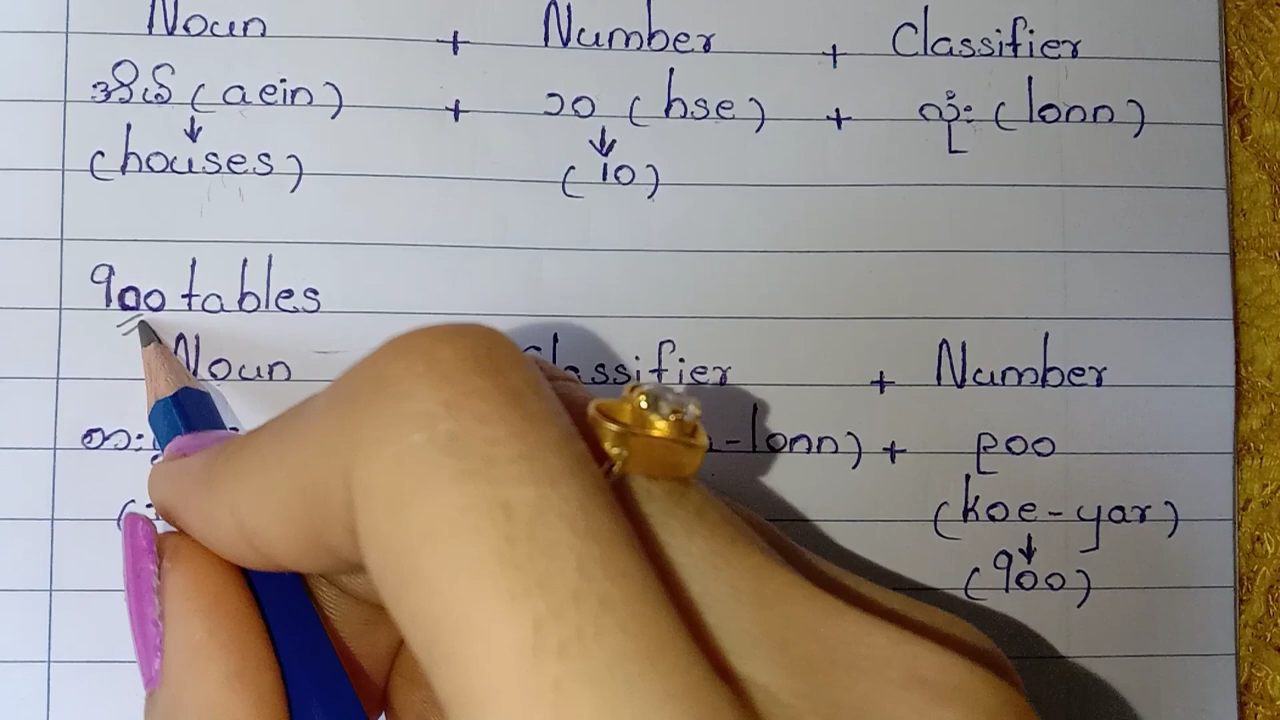 Noun + Number + Classifier
အိမ် (aein) + ၁၀ (hse) + လုံး (lonn)
(houses) (10)
900 tables
Noun Classifier + Number
-lonn) + ၉၀၀
(koe-yar)
(900)